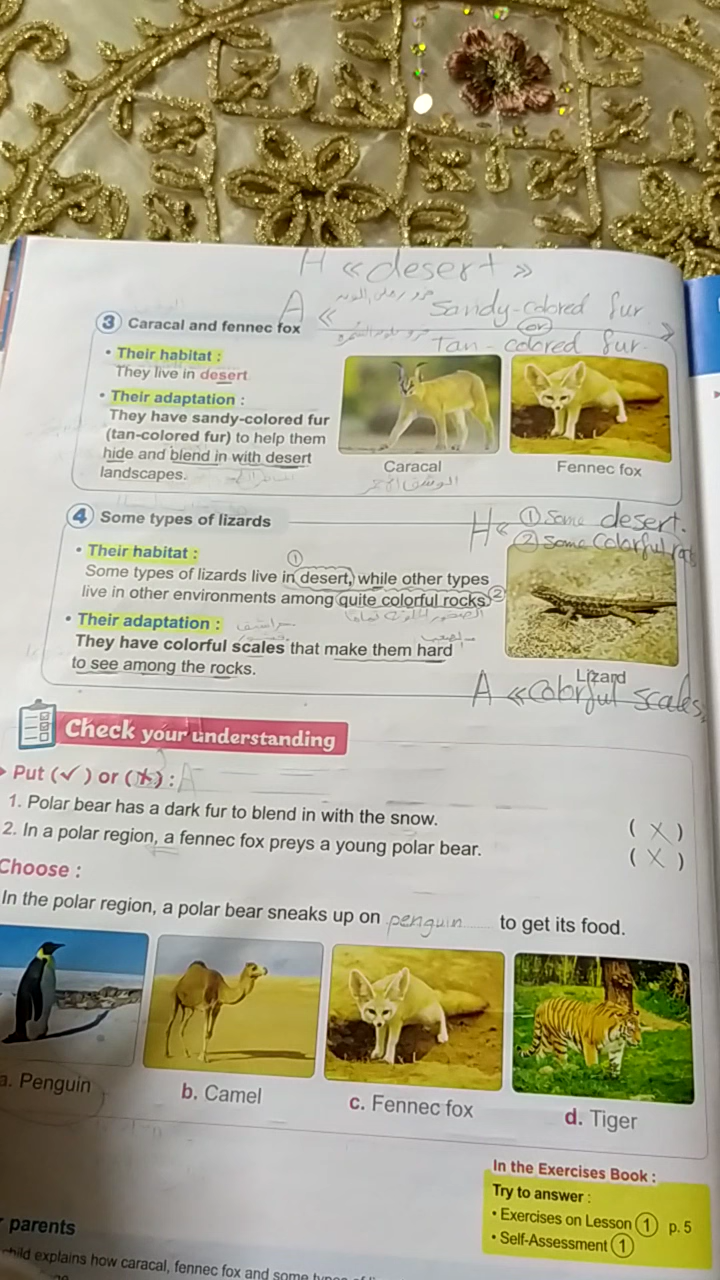 H «desert»
A « Sandy-colored fur
(or)
Tan-colored fur. »
3 Caracal and fennec fox
• Their habitat :
They live in desert
• Their adaptation :
They have sandy-colored fur
(tan-colored fur) to help them
hide and blend in with desert
landscapes.
Caracal
Fennec fox
4 Some types of lizards
H « ① Some desert.
② Some Colorful
• Their habitat :
①
Some types of lizards live in desert, while other types
live in other environments among quite colorful rocks. ②
• Their adaptation :
They have colorful scales that make them hard
to see among the rocks.
Lizard
A «Colorful scales
Check your understanding
Put (✓) or (X) :
1. Polar bear has a dark fur to blend in with the snow. ( X )
2. In a polar region, a fennec fox preys a young polar bear. ( X )
Choose :
In the polar region, a polar bear sneaks up on penguin to get its food.
a. Penguin
b. Camel
c. Fennec fox
d. Tiger
In the Exercises Book :
Try to answer :
• Exercises on Lesson 1 p. 5
• Self-Assessment 1
parents
child explains how caracal, fennec fox and some types of